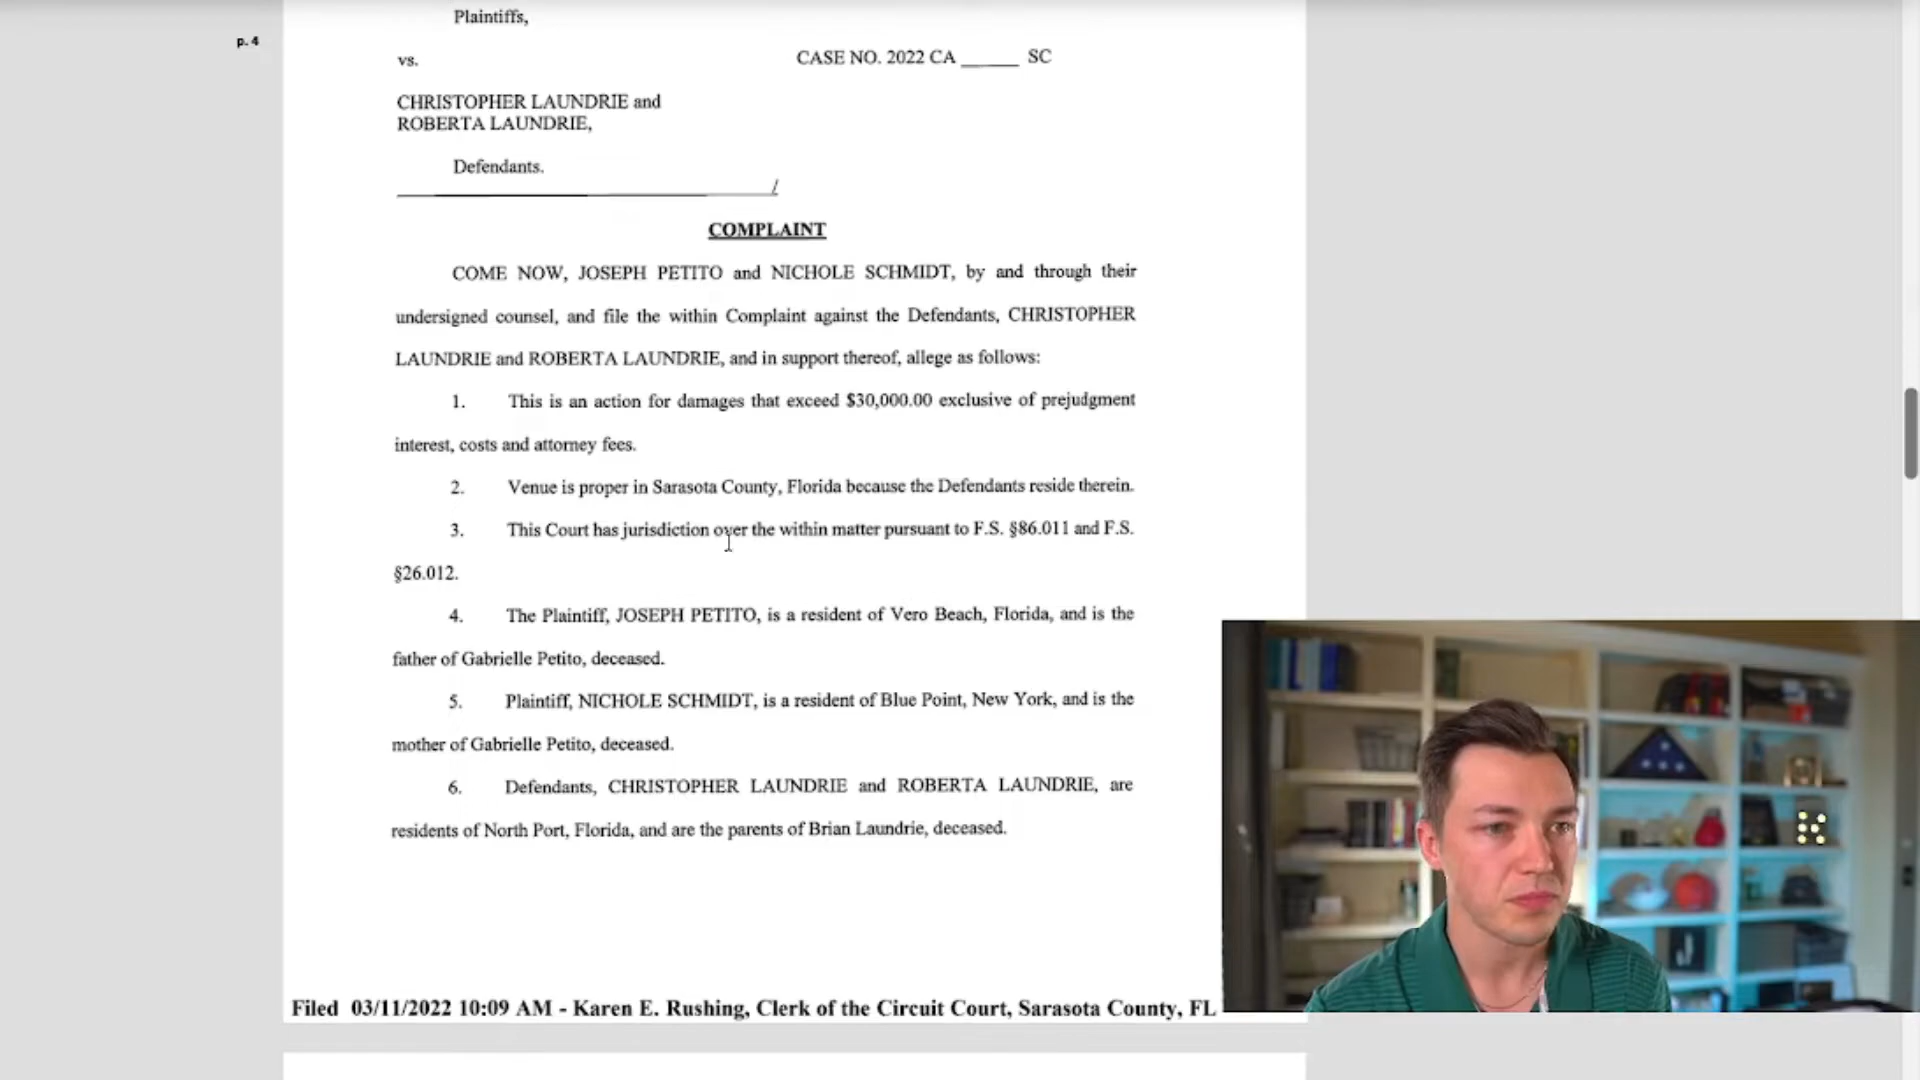 Plaintiffs,
p. 4
vs.
CASE NO. 2022 CA ______ SC
CHRISTOPHER LAUNDRIE and
ROBERTA LAUNDRIE,
Defendants.
/
COMPLAINT
COME NOW, JOSEPH PETITO and NICHOLE SCHMIDT, by and through their
undersigned counsel, and file the within Complaint against the Defendants, CHRISTOPHER
LAUNDRIE and ROBERTA LAUNDRIE, and in support thereof, allege as follows:
1. This is an action for damages that exceed $30,000.00 exclusive of prejudgment
interest, costs and attorney fees.
2. Venue is proper in Sarasota County, Florida because the Defendants reside therein.
3. This Court has jurisdiction over the within matter pursuant to F.S. §86.011 and F.S.
§26.012.
4. The Plaintiff, JOSEPH PETITO, is a resident of Vero Beach, Florida, and is the
father of Gabrielle Petito, deceased.
5. Plaintiff, NICHOLE SCHMIDT, is a resident of Blue Point, New York, and is the
mother of Gabrielle Petito, deceased.
6. Defendants, CHRISTOPHER LAUNDRIE and ROBERTA LAUNDRIE, are
residents of North Port, Florida, and are the parents of Brian Laundrie, deceased.
Filed 03/11/2022 10:09 AM - Karen E. Rushing, Clerk of the Circuit Court, Sarasota County, FL